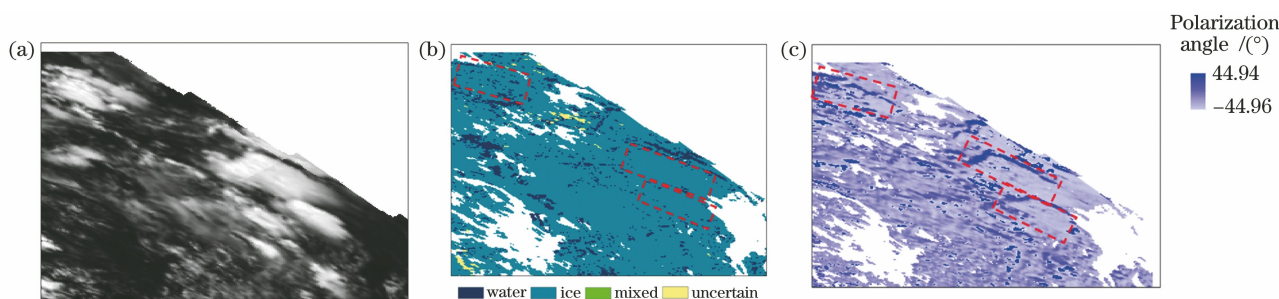 (a)
(b)
water ice mixed uncertain
(c)
Polarization
angle /(°)
44.94
−44.96